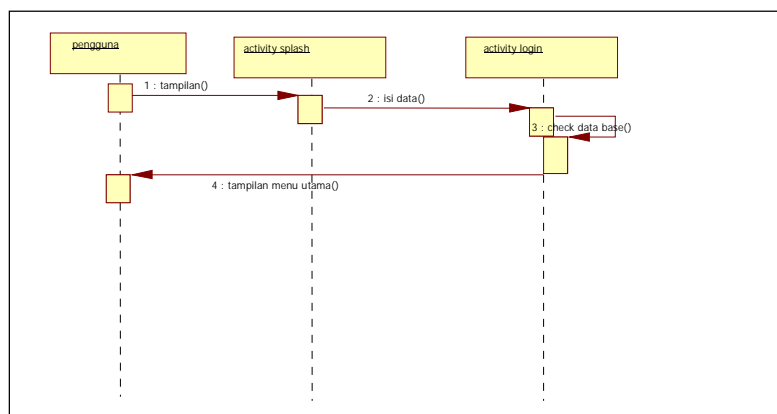 pengguna
activity splash
activity login
1 : tampilan()
2 : isi data()
3 : check data base()
4 : tampilan menu utama()